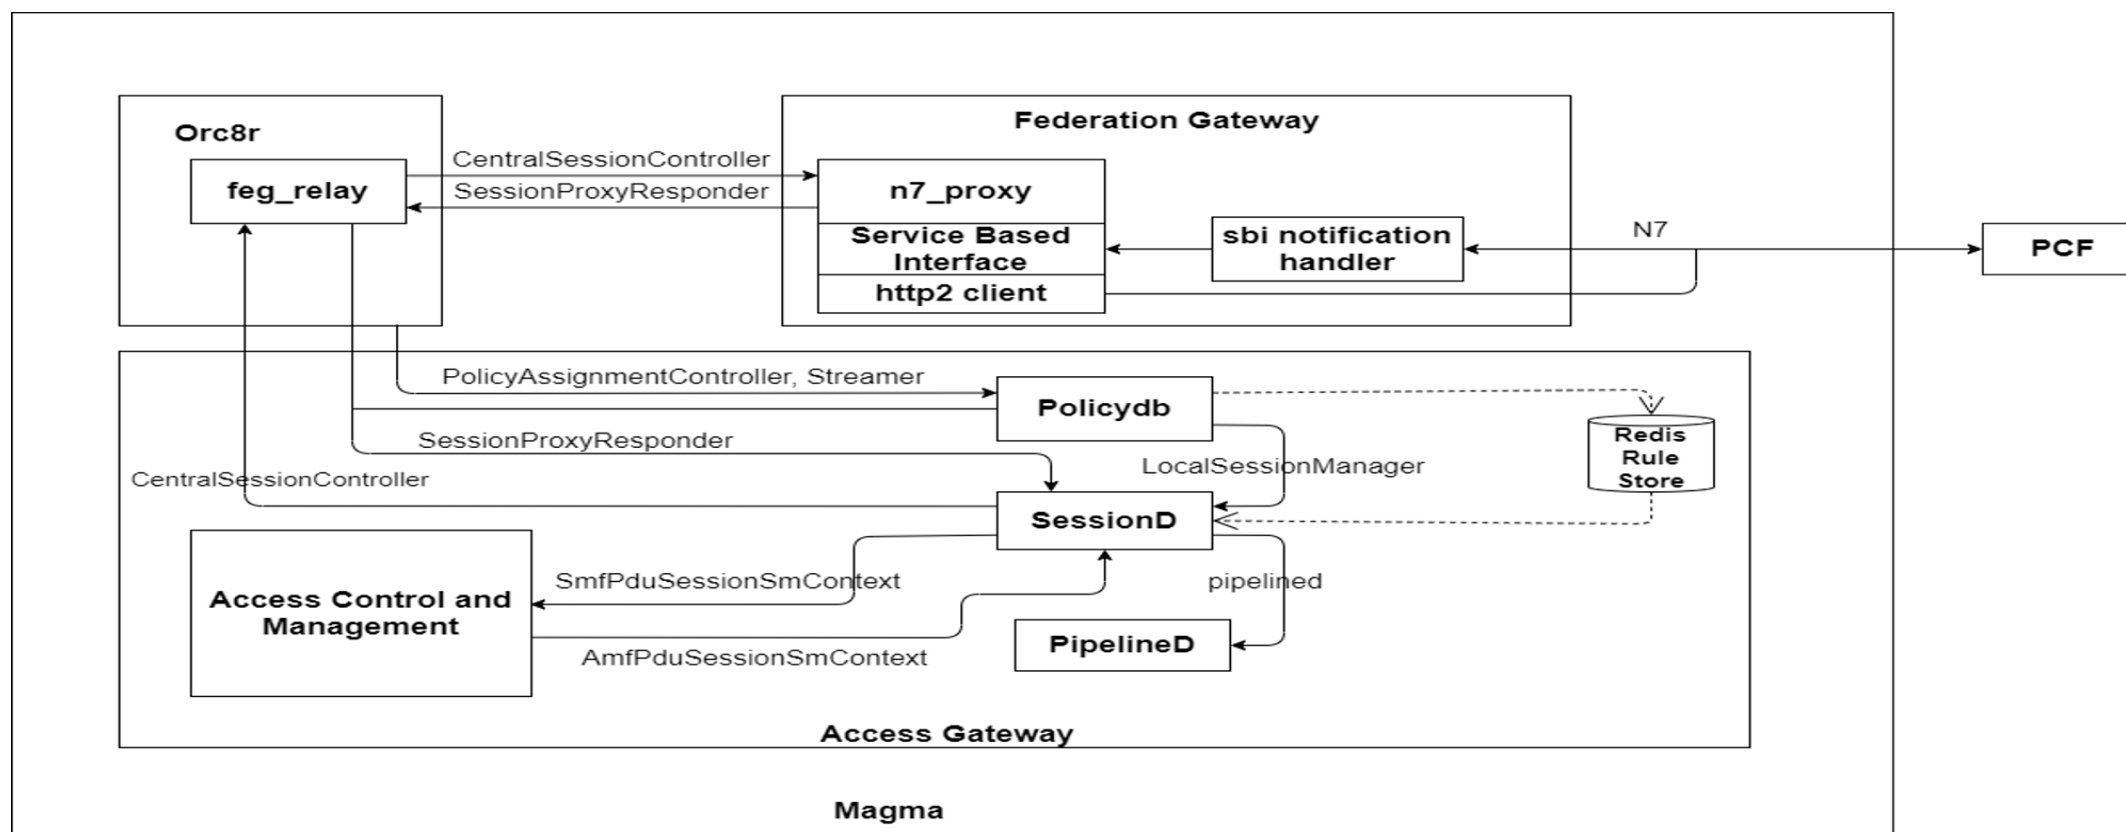 Orc8r
Federation Gateway
feg_relay
CentralSessionController
SessionProxyResponder
n7_proxy
Service Based
Interface
http2 client
sbi notification
handler
N7
PCF
PolicyAssignmentController, Streamer
Policydb
SessionProxyResponder
LocalSessionManager
Redis
Rule
Store
CentralSessionController
SessionD
SmfPduSessionSmContext
pipelined
Access Control and
Management
AmfPduSessionSmContext
PipelineD
Access Gateway
Magma